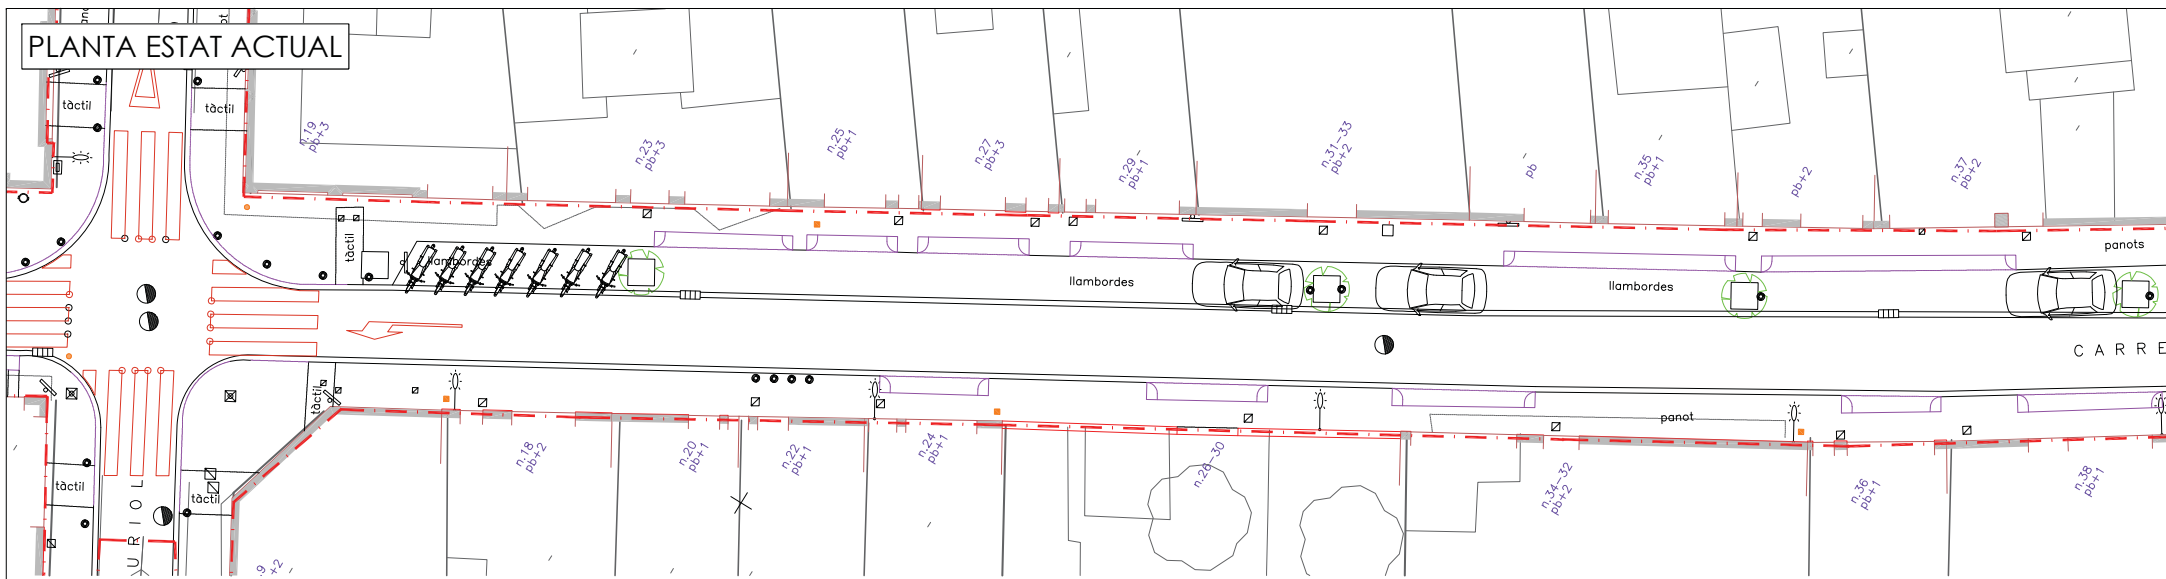 PLANTA ESTAT ACTUAL
tàctil
tàctil
n.19
pb+3
n.23
pb+3
n.25
pb+1
n.27
pb+3
n.29
pb+1
n.31-33
pb+2
pb
n.35
pb+1
pb+2
n.37
pb+2
tàctil
llambordes
llambordes
llambordes
panots
CARRE
tàctil
panot
n.18
pb+2
n.20
pb+1
n.22
pb+1
n.24
pb+1
n.26-30
n.34-32
pb+2
n.36
pb+1
n.38
pb+1
tàctil
tàctil
URIOL